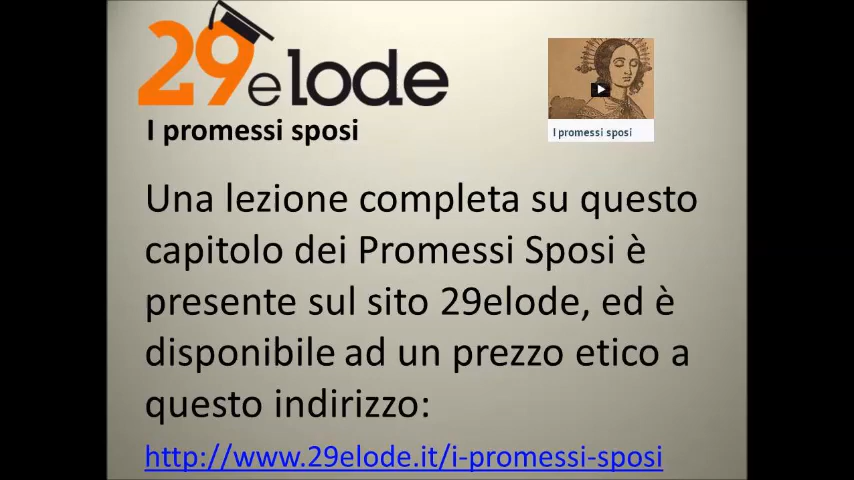 29elode
I promessi sposi
I promessi sposi
Una lezione completa su questo
capitolo dei Promessi Sposi è
presente sul sito 29elode, ed è
disponibile ad un prezzo etico a
questo indirizzo:
http://www.29elode.it/i-promessi-sposi